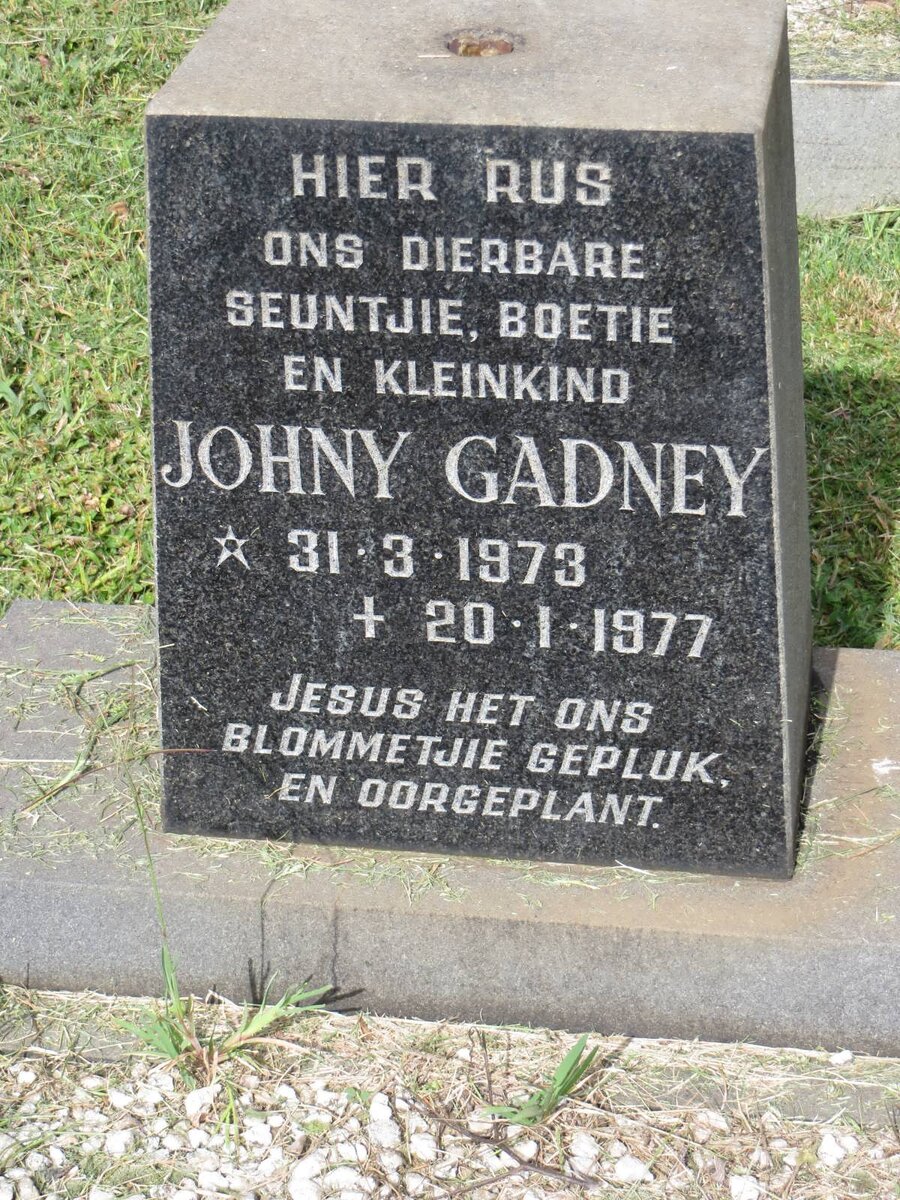 HIER RUS
ONS DIERBARE
SEUNTJIE, BOETIE
EN KLEINKIND
JOHNY GADNEY
☆ 31·3·1973
+ 20·1·1977
JESUS HET ONS
BLOMMETJIE GEPLUK,
EN OORGEPLANT.